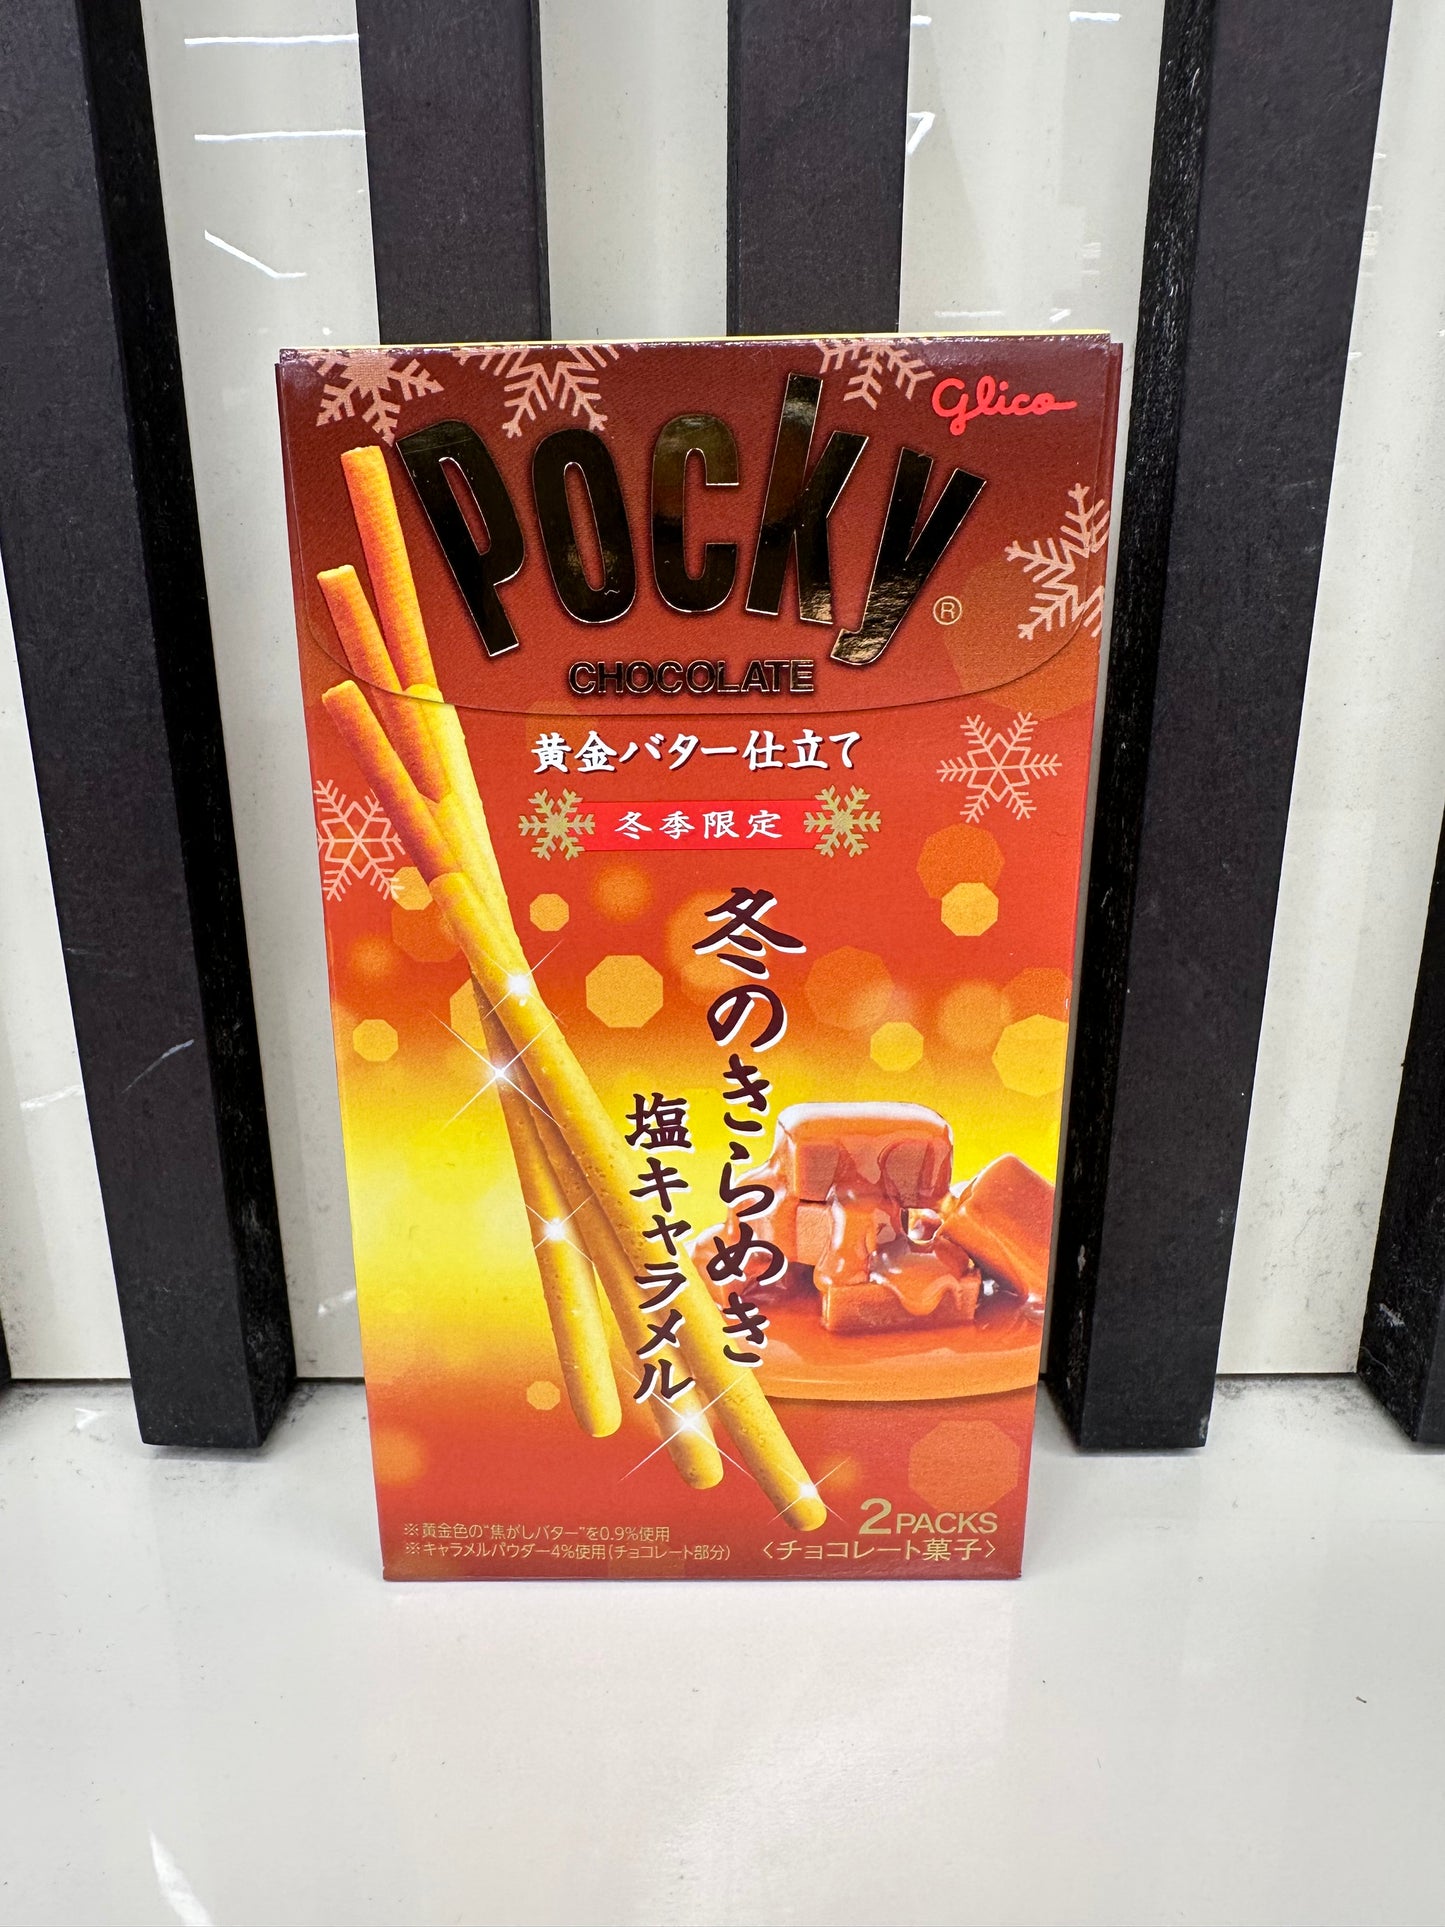 Glico
Pocky®
CHOCOLATE
黄金バター仕立て
冬季限定
冬のきらめき
塩キャラメル
2PACKS
※黄金色の"焦がしバター"を0.9%使用
※キャラメルパウダー4%使用(チョコレート部分)
〈チョコレート菓子〉